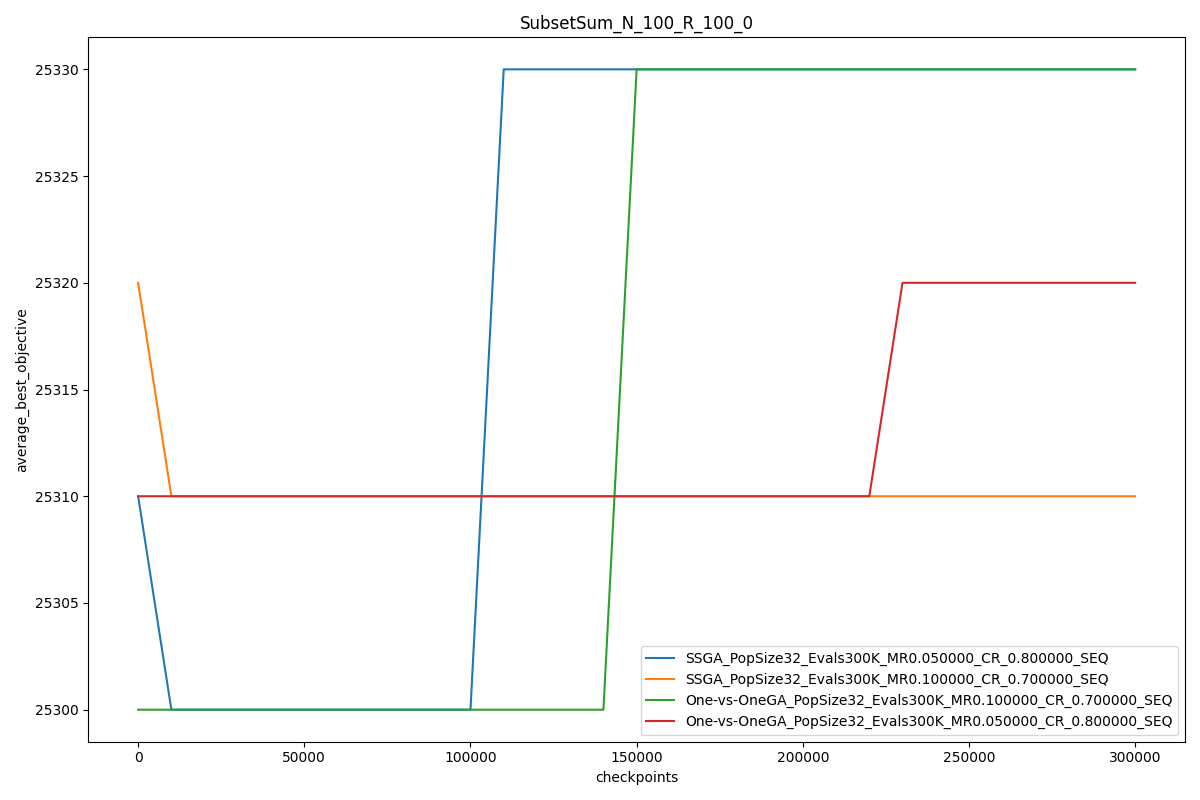 SubsetSum_N_100_R_100_0
25330
25325
25320
25315
25310
25305
25300
average_best_objective
SSGA_PopSize32_Evals300K_MR0.050000_CR_0.800000_SEQ
SSGA_PopSize32_Evals300K_MR0.100000_CR_0.700000_SEQ
One-vs-OneGA_PopSize32_Evals300K_MR0.100000_CR_0.700000_SEQ
One-vs-OneGA_PopSize32_Evals300K_MR0.050000_CR_0.800000_SEQ
0 50000 100000 150000 200000 250000 300000
checkpoints